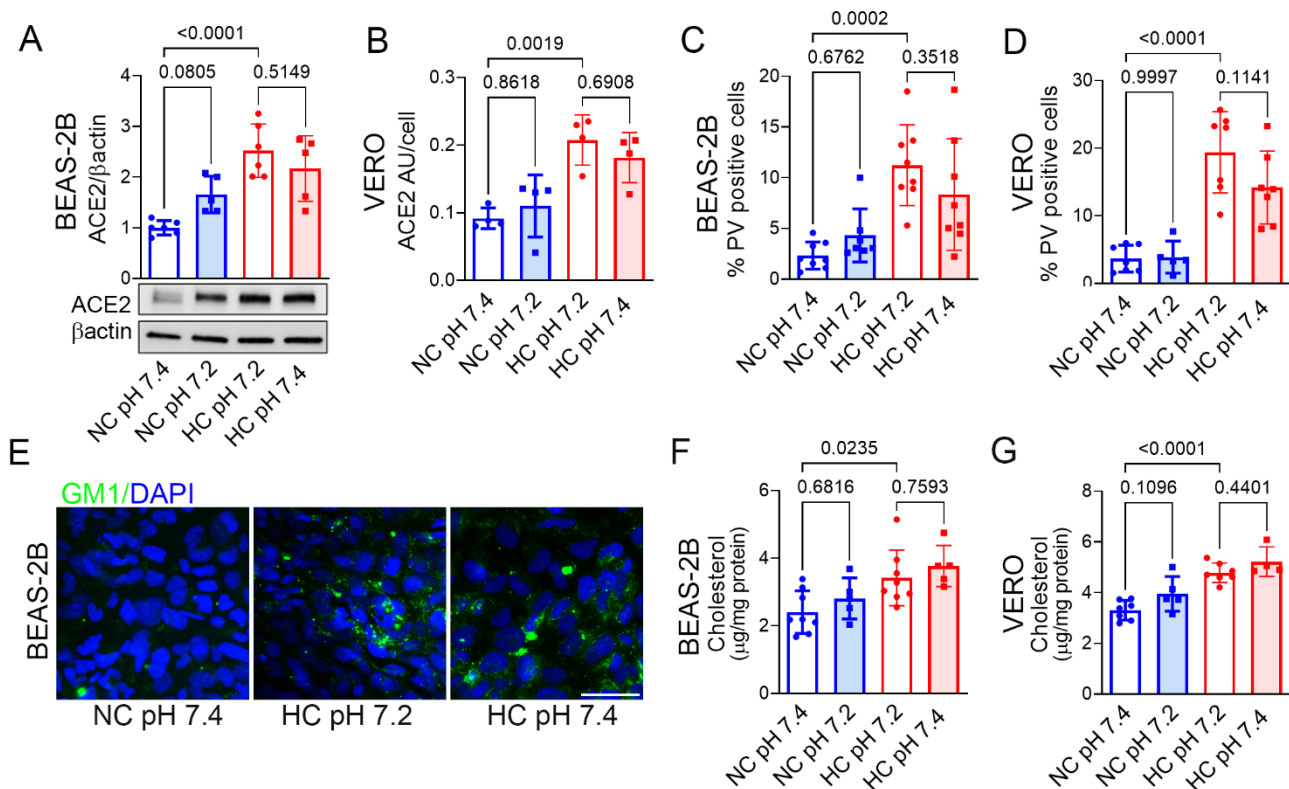 A
BEAS-2B
ACE2/βactin
<0.0001
0.0805
0.5149
4
3
2
1
0
ACE2
βactin
NC pH 7.4
NC pH 7.2
HC pH 7.2
HC pH 7.4
B
VERO
ACE2 AU/cell
0.0019
0.8618
0.6908
0.3
0.2
0.1
0.0
NC pH 7.4
NC pH 7.2
HC pH 7.2
HC pH 7.4
C
BEAS-2B
% PV positive cells
0.0002
0.6762
0.3518
20
15
10
5
0
NC pH 7.4
NC pH 7.2
HC pH 7.2
HC pH 7.4
D
VERO
% PV positive cells
<0.0001
0.9997
0.1141
30
20
10
0
NC pH 7.4
NC pH 7.2
HC pH 7.2
HC pH 7.4
E
GM1/DAPI
BEAS-2B
NC pH 7.4
HC pH 7.2
HC pH 7.4
F
BEAS-2B
Cholesterol
(µg/mg protein)
0.0235
0.6816
0.7593
6
4
2
0
NC pH 7.4
NC pH 7.2
HC pH 7.2
HC pH 7.4
G
VERO
Cholesterol
(µg/mg protein)
<0.0001
0.1096
0.4401
8
6
4
2
0
NC pH 7.4
NC pH 7.2
HC pH 7.2
HC pH 7.4